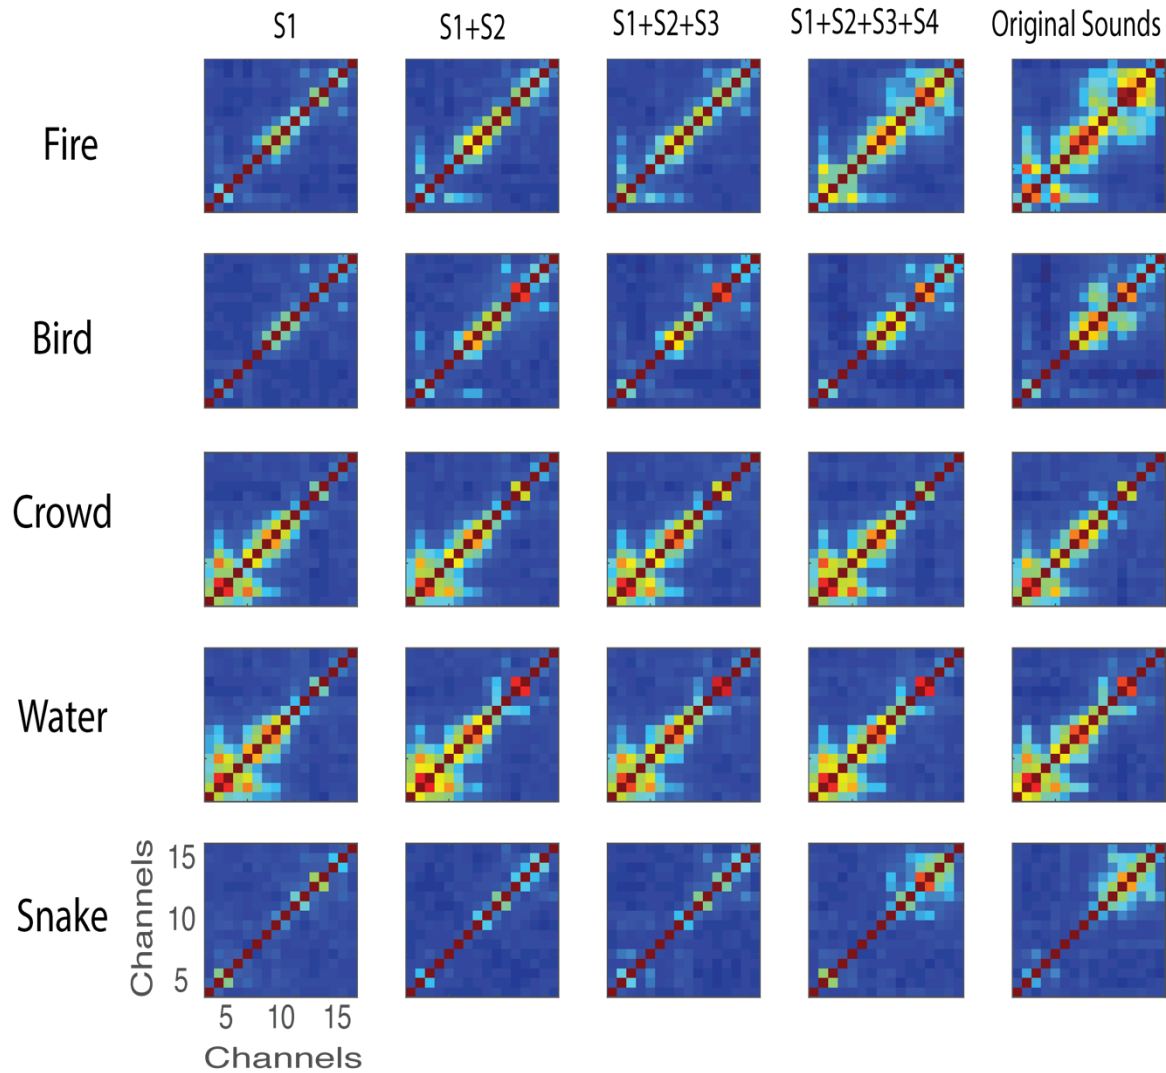 S1 S1+S2 S1+S2+S3 S1+S2+S3+S4 Original Sounds
Fire
Bird
Crowd
Water
Snake
Channels
15
10
5
5 10 15
Channels